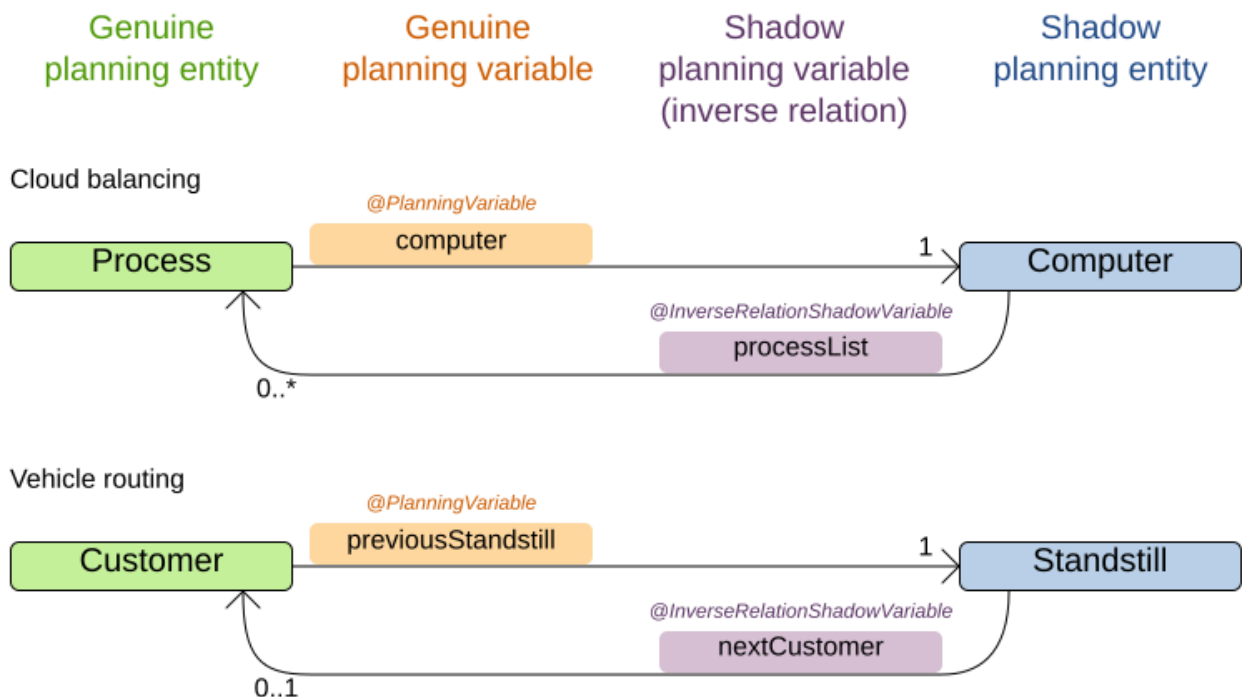 Genuine
planning entity
Genuine
planning variable
Shadow
planning variable
(inverse relation)
Shadow
planning entity
Cloud balancing
@PlanningVariable
computer
Process
1
Computer
@InverseRelationShadowVariable
processList
0..*
Vehicle routing
@PlanningVariable
previousStandstill
Customer
1
Standstill
@InverseRelationShadowVariable
nextCustomer
0..1